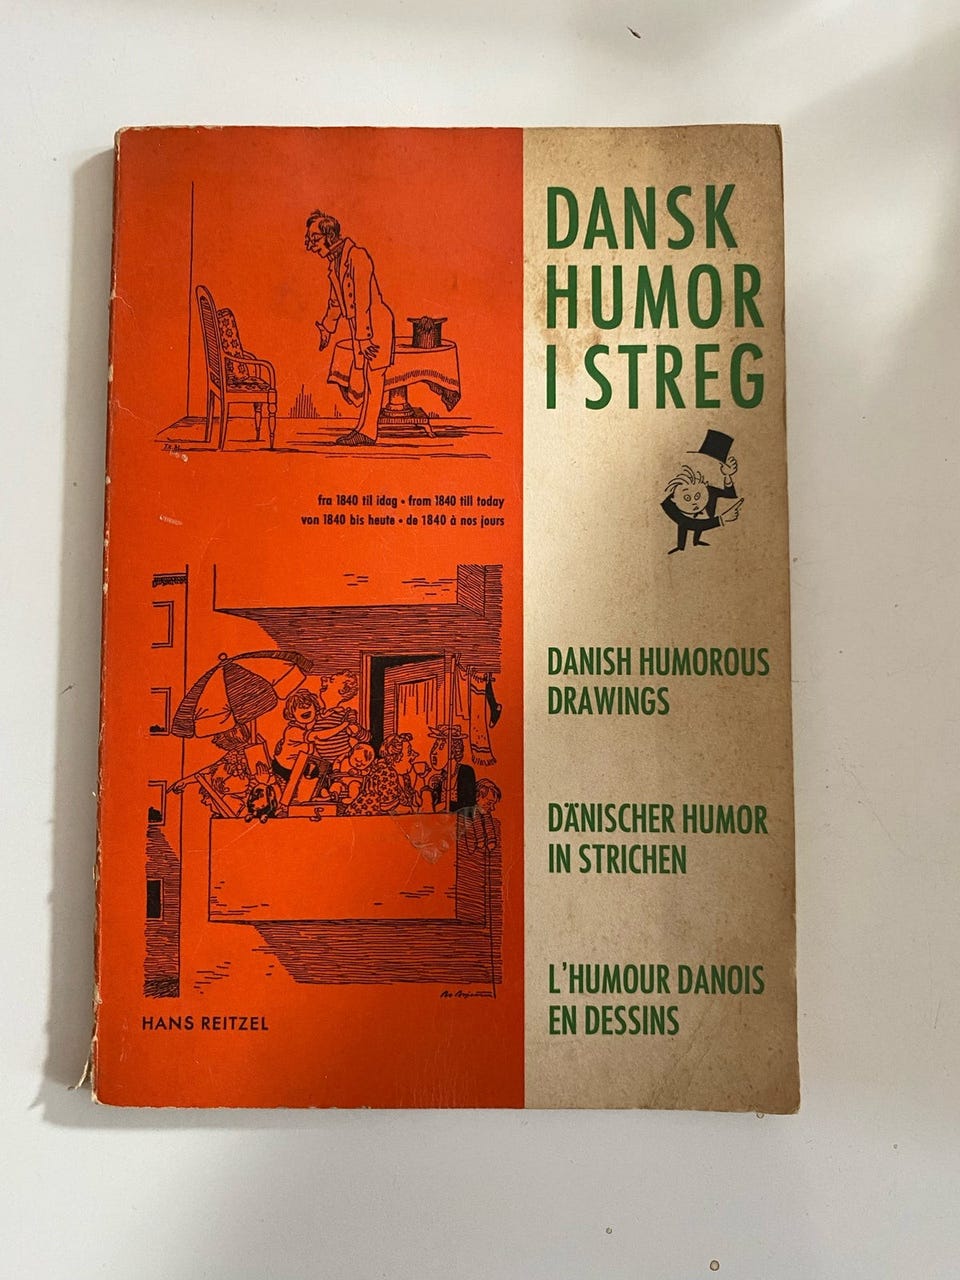 DANSK
HUMOR
I STREG
fra 1840 til idag • from 1840 till today
von 1840 bis heute • de 1840 à nos jours
DANISH HUMOROUS
DRAWINGS
DÄNISCHER HUMOR
IN STRICHEN
L'HUMOUR DANOIS
EN DESSINS
HANS REITZEL